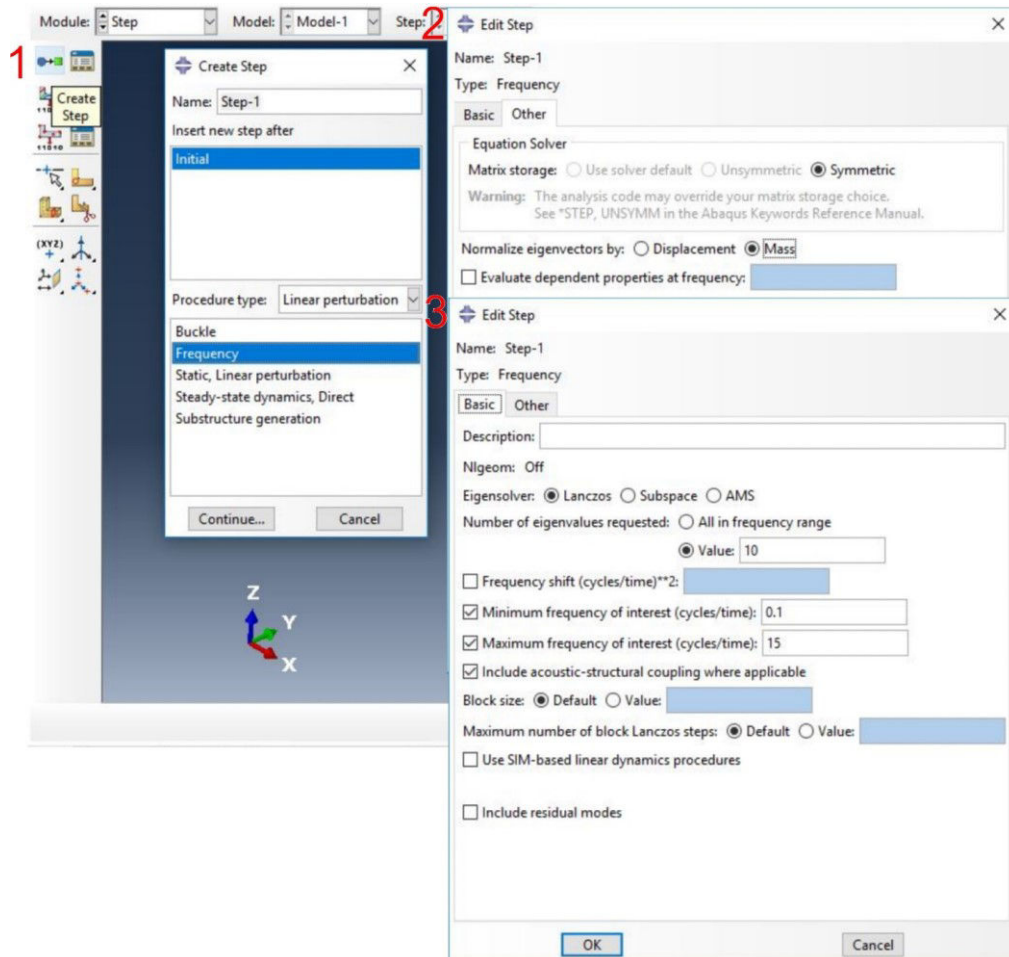 Module: Step Model: Model-1 Step:
1
Create Step
11010
Create Step
Name: Step-1
Insert new step after
Initial
Procedure type: Linear perturbation
Buckle
Frequency
Static, Linear perturbation
Steady-state dynamics, Direct
Substructure generation
Continue... Cancel
(XYZ)
Z
Y
X
2
Edit Step
Name: Step-1
Type: Frequency
Basic Other
Equation Solver
Matrix storage: Use solver default Unsymmetric Symmetric
Warning: The analysis code may override your matrix storage choice.
See *STEP, UNSYMM in the Abaqus Keywords Reference Manual.
Normalize eigenvectors by: Displacement Mass
Evaluate dependent properties at frequency:
3
Edit Step
Name: Step-1
Type: Frequency
Basic Other
Description:
Nlgeom: Off
Eigensolver: Lanczos Subspace AMS
Number of eigenvalues requested: All in frequency range
Value: 10
Frequency shift (cycles/time)**2:
Minimum frequency of interest (cycles/time): 0.1
Maximum frequency of interest (cycles/time): 15
Include acoustic-structural coupling where applicable
Block size: Default Value:
Maximum number of block Lanczos steps: Default Value:
Use SIM-based linear dynamics procedures
Include residual modes
OK Cancel